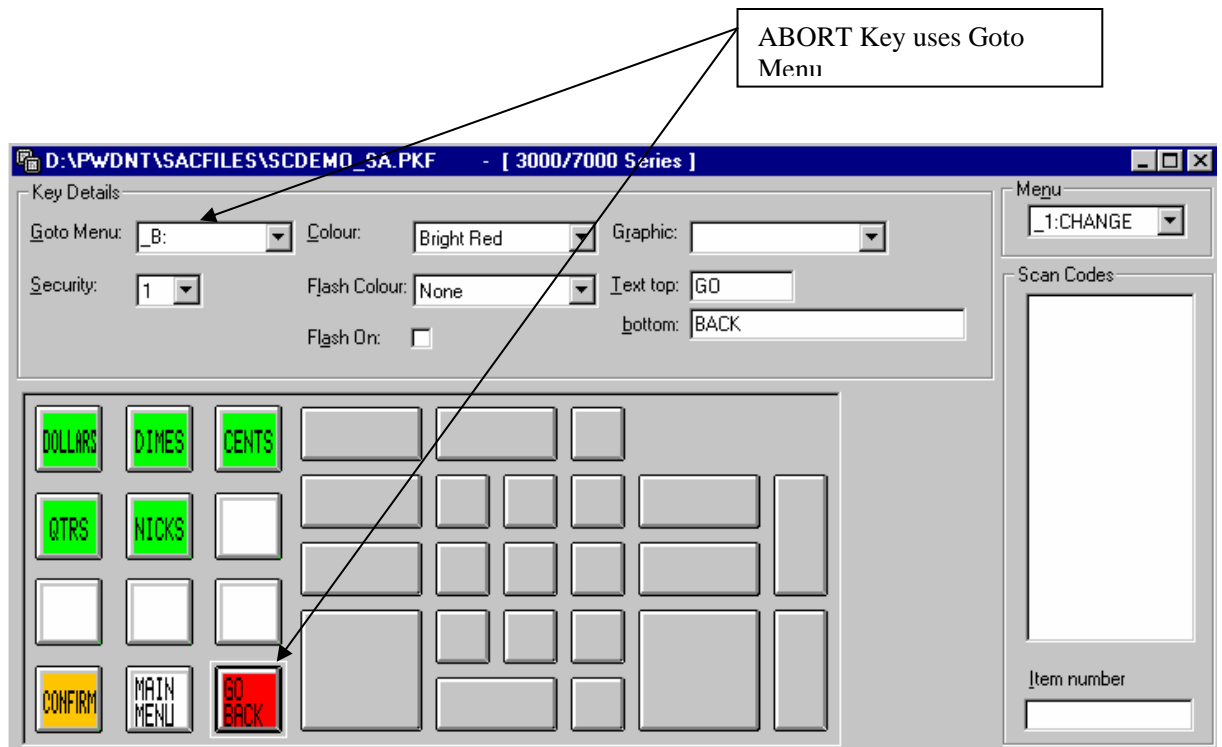 ABORT Key uses Goto
Menu
D:\PWDNT\SACFILES\SCDEMO_SA.PKF - [ 3000/7000 Series ]
Key Details
Goto Menu: _B:
Colour: Bright Red
Graphic:
Security: 1
Flash Colour: None
Text top: GO
Flash On:
bottom: BACK
Menu
_1:CHANGE
Scan Codes
DOLLARS DIMES CENTS
QTRS NICKS
CONFIRM
MAIN
MENU
GO
BACK
Item number